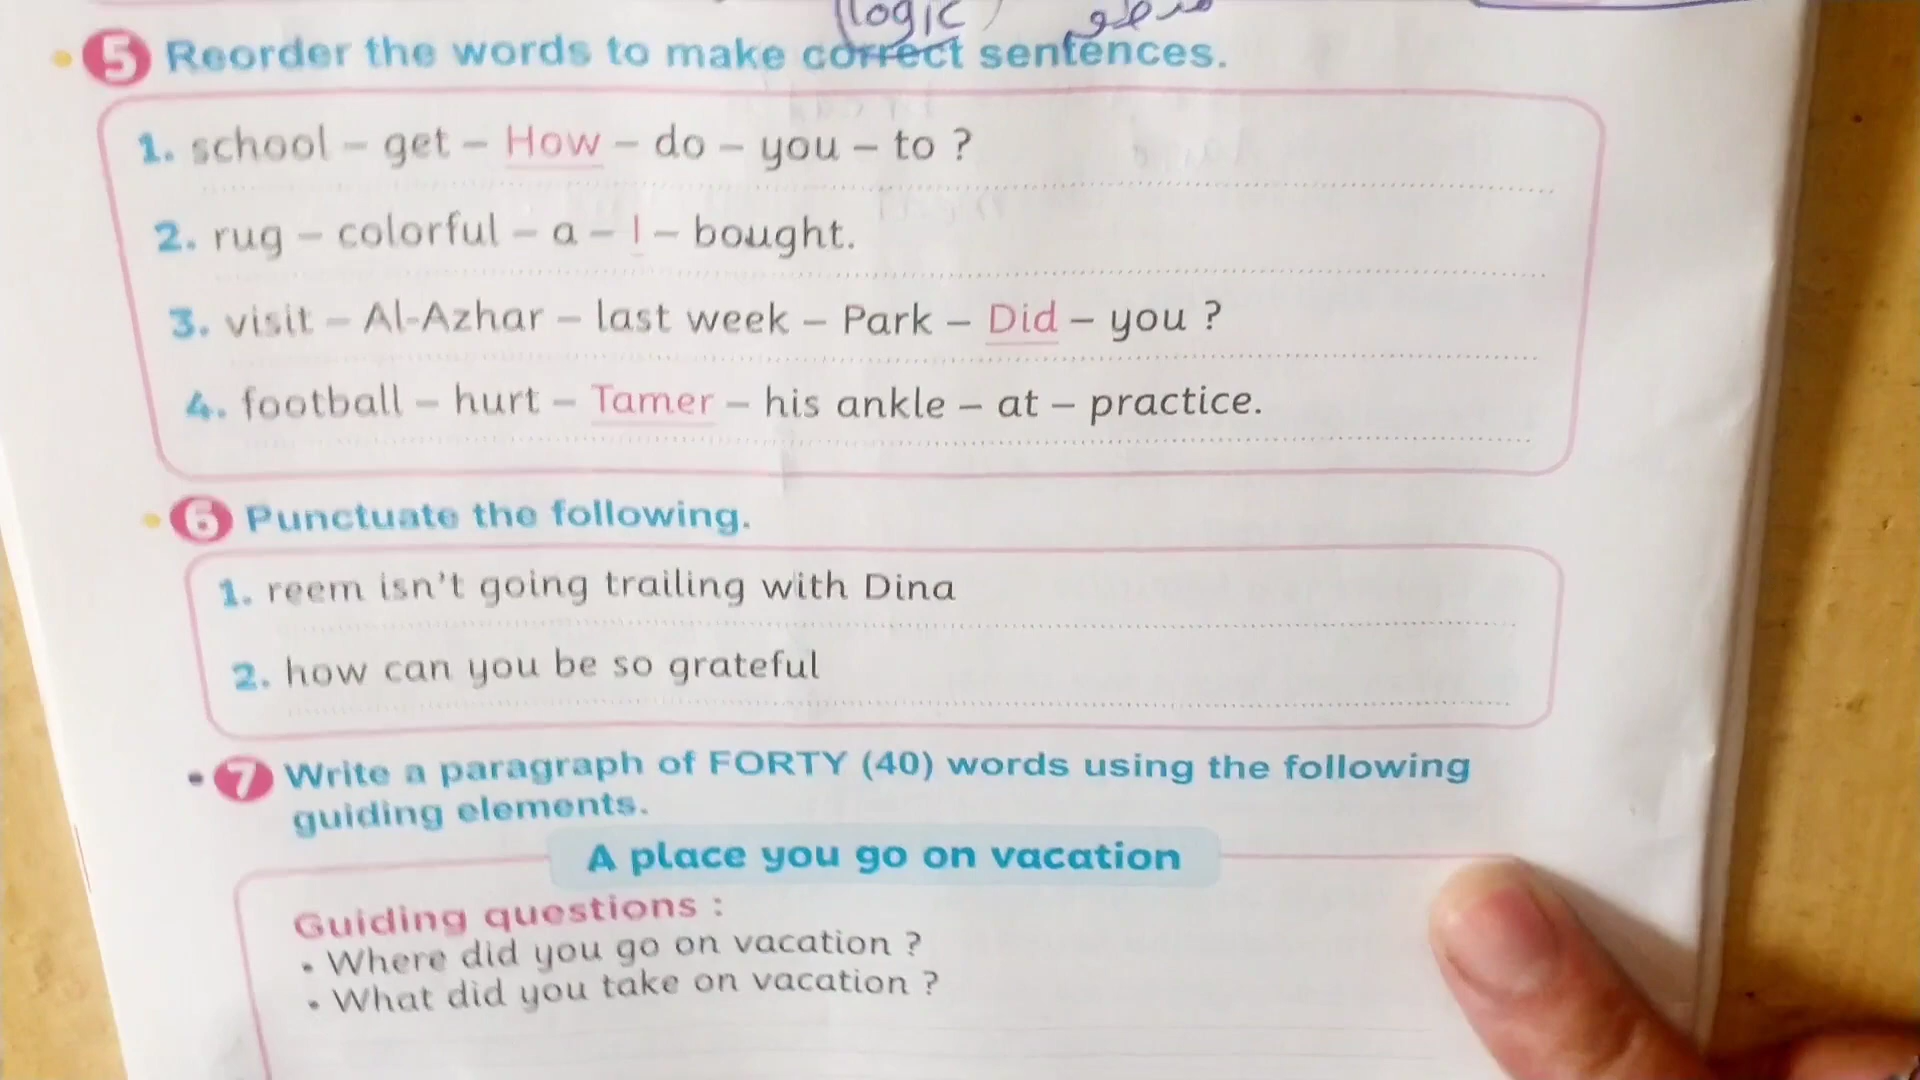 (logic)
5 Reorder the words to make correct sentences.
1. school – get – How – do – you – to ?
2. rug – colorful – a – I – bought.
3. visit – Al-Azhar – last week – Park – Did – you ?
4. football – hurt – Tamer – his ankle – at – practice.
6 Punctuate the following.
1. reem isn't going trailing with Dina
2. how can you be so grateful
7 Write a paragraph of FORTY (40) words using the following
guiding elements.
A place you go on vacation
Guiding questions :
• Where did you go on vacation ?
• What did you take on vacation ?